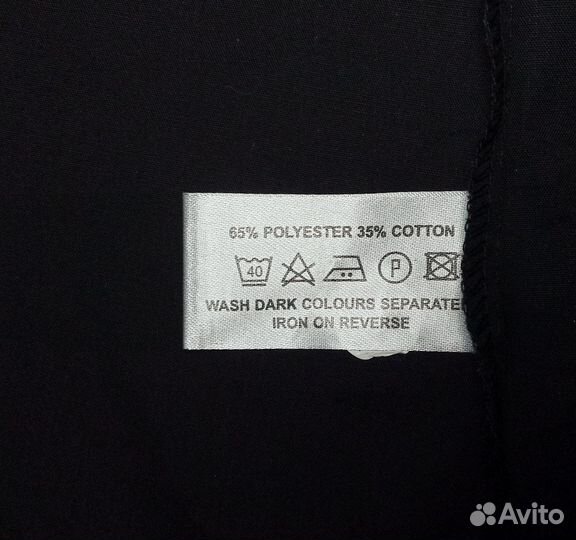 65% POLYESTER 35% COTTON
40 P
WASH DARK COLOURS SEPARATE
IRON ON REVERSE
Avito